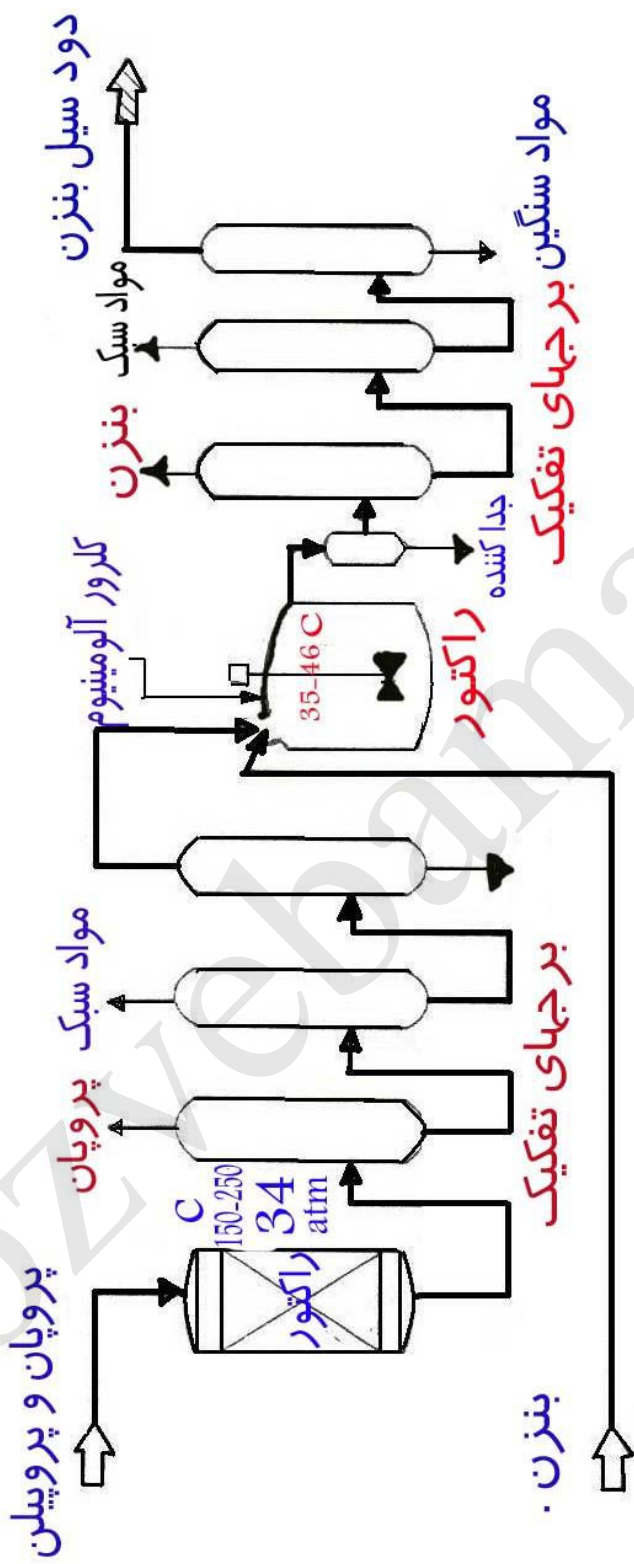 پروپان و پروپیلن
پروپان
مواد سبک
کلرور آلومینیوم
بنزن
مواد سبک
دود سیل بنزن
C
150-250
34
atm
راکتور
35-46 C
راکتور
جدا کننده
برجهای تفکیک
برجهای تفکیک
مواد سنگین
بنزن .
ozvebama